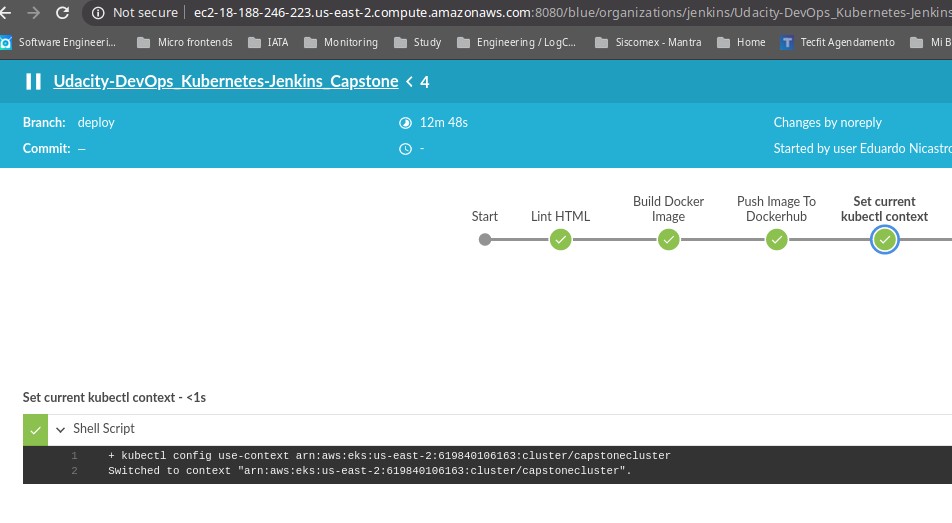 Not secure ec2-18-188-246-223.us-east-2.compute.amazonaws.com:8080/blue/organizations/jenkins/Udacity-DevOps_Kubernetes-Jenkins
Software Engineeri... Micro frontends IATA Monitoring Study Engineering / LogC... Siscomex - Mantra Home Tecfit Agendamento Mi B
Udacity-DevOps_Kubernetes-Jenkins_Capstone < 4
Branch: deploy 12m 48s Changes by noreply
Commit: – - Started by user Eduardo Nicastro
Start Lint HTML Build Docker Image Push Image To Dockerhub Set current kubectl context
Set current kubectl context - <1s
Shell Script
1 + kubectl config use-context arn:aws:eks:us-east-2:619840106163:cluster/capstonecluster
2 Switched to context "arn:aws:eks:us-east-2:619840106163:cluster/capstonecluster".